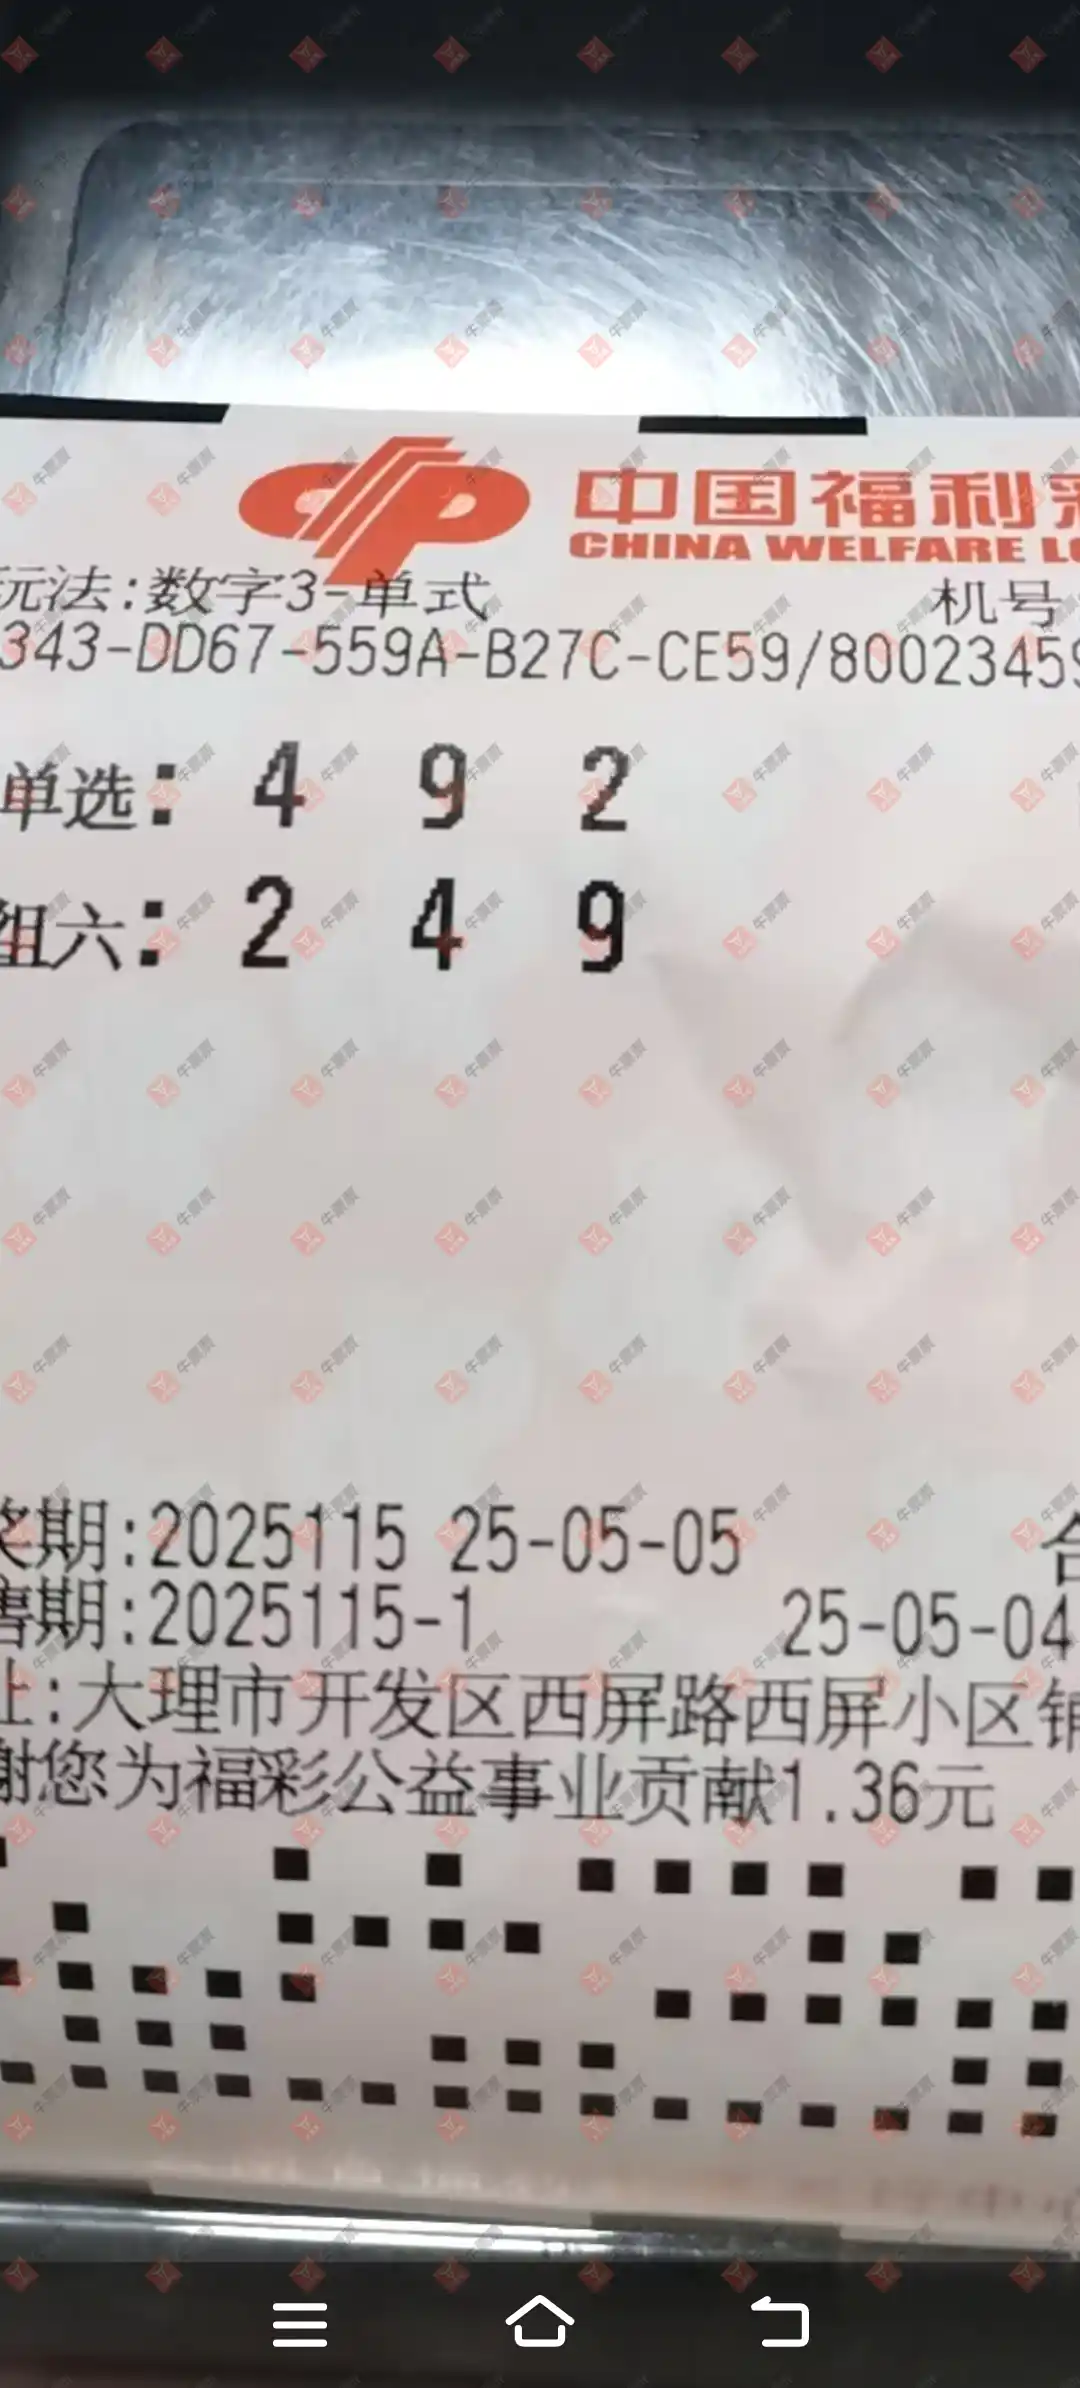 中国福利
CHINA WELFARE
玩法:数字3-单式
机号
343-DD67-559A-B27C-CE59/8002345
单选: 4 9 2
组六: 2 4 9
奖期:2025115 25-05-05
售期:2025115-1 25-05-04
址:大理市开发区西屏路西屏小区铺
谢您为福彩公益事业贡献1.36元